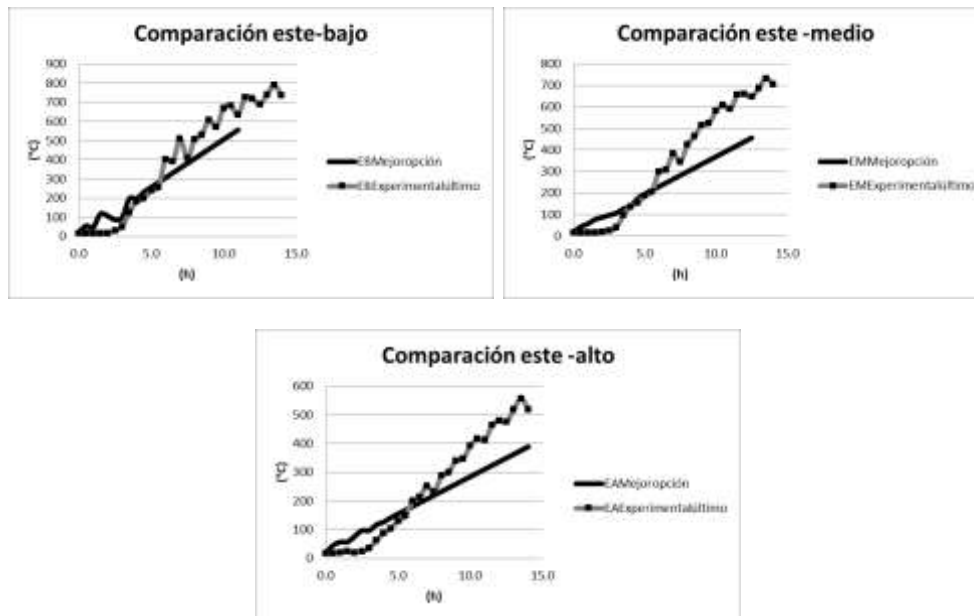 Comparación este-bajo
900
800
700
600
500
400
300
200
100
0
(°C)
0.0 5.0 10.0 15.0
(h)
EBMejoropción
EBExperimentalúltimo
Comparación este -medio
800
700
600
500
400
300
200
100
0
(°C)
0.0 5.0 10.0 15.0
(h)
EMMejoropción
EMExperimentalúltimo
Comparación este -alto
600
500
400
300
200
100
0
(°C)
0.0 5.0 10.0 15.0
(h)
EAMejoropción
EAExperimentalúltimo